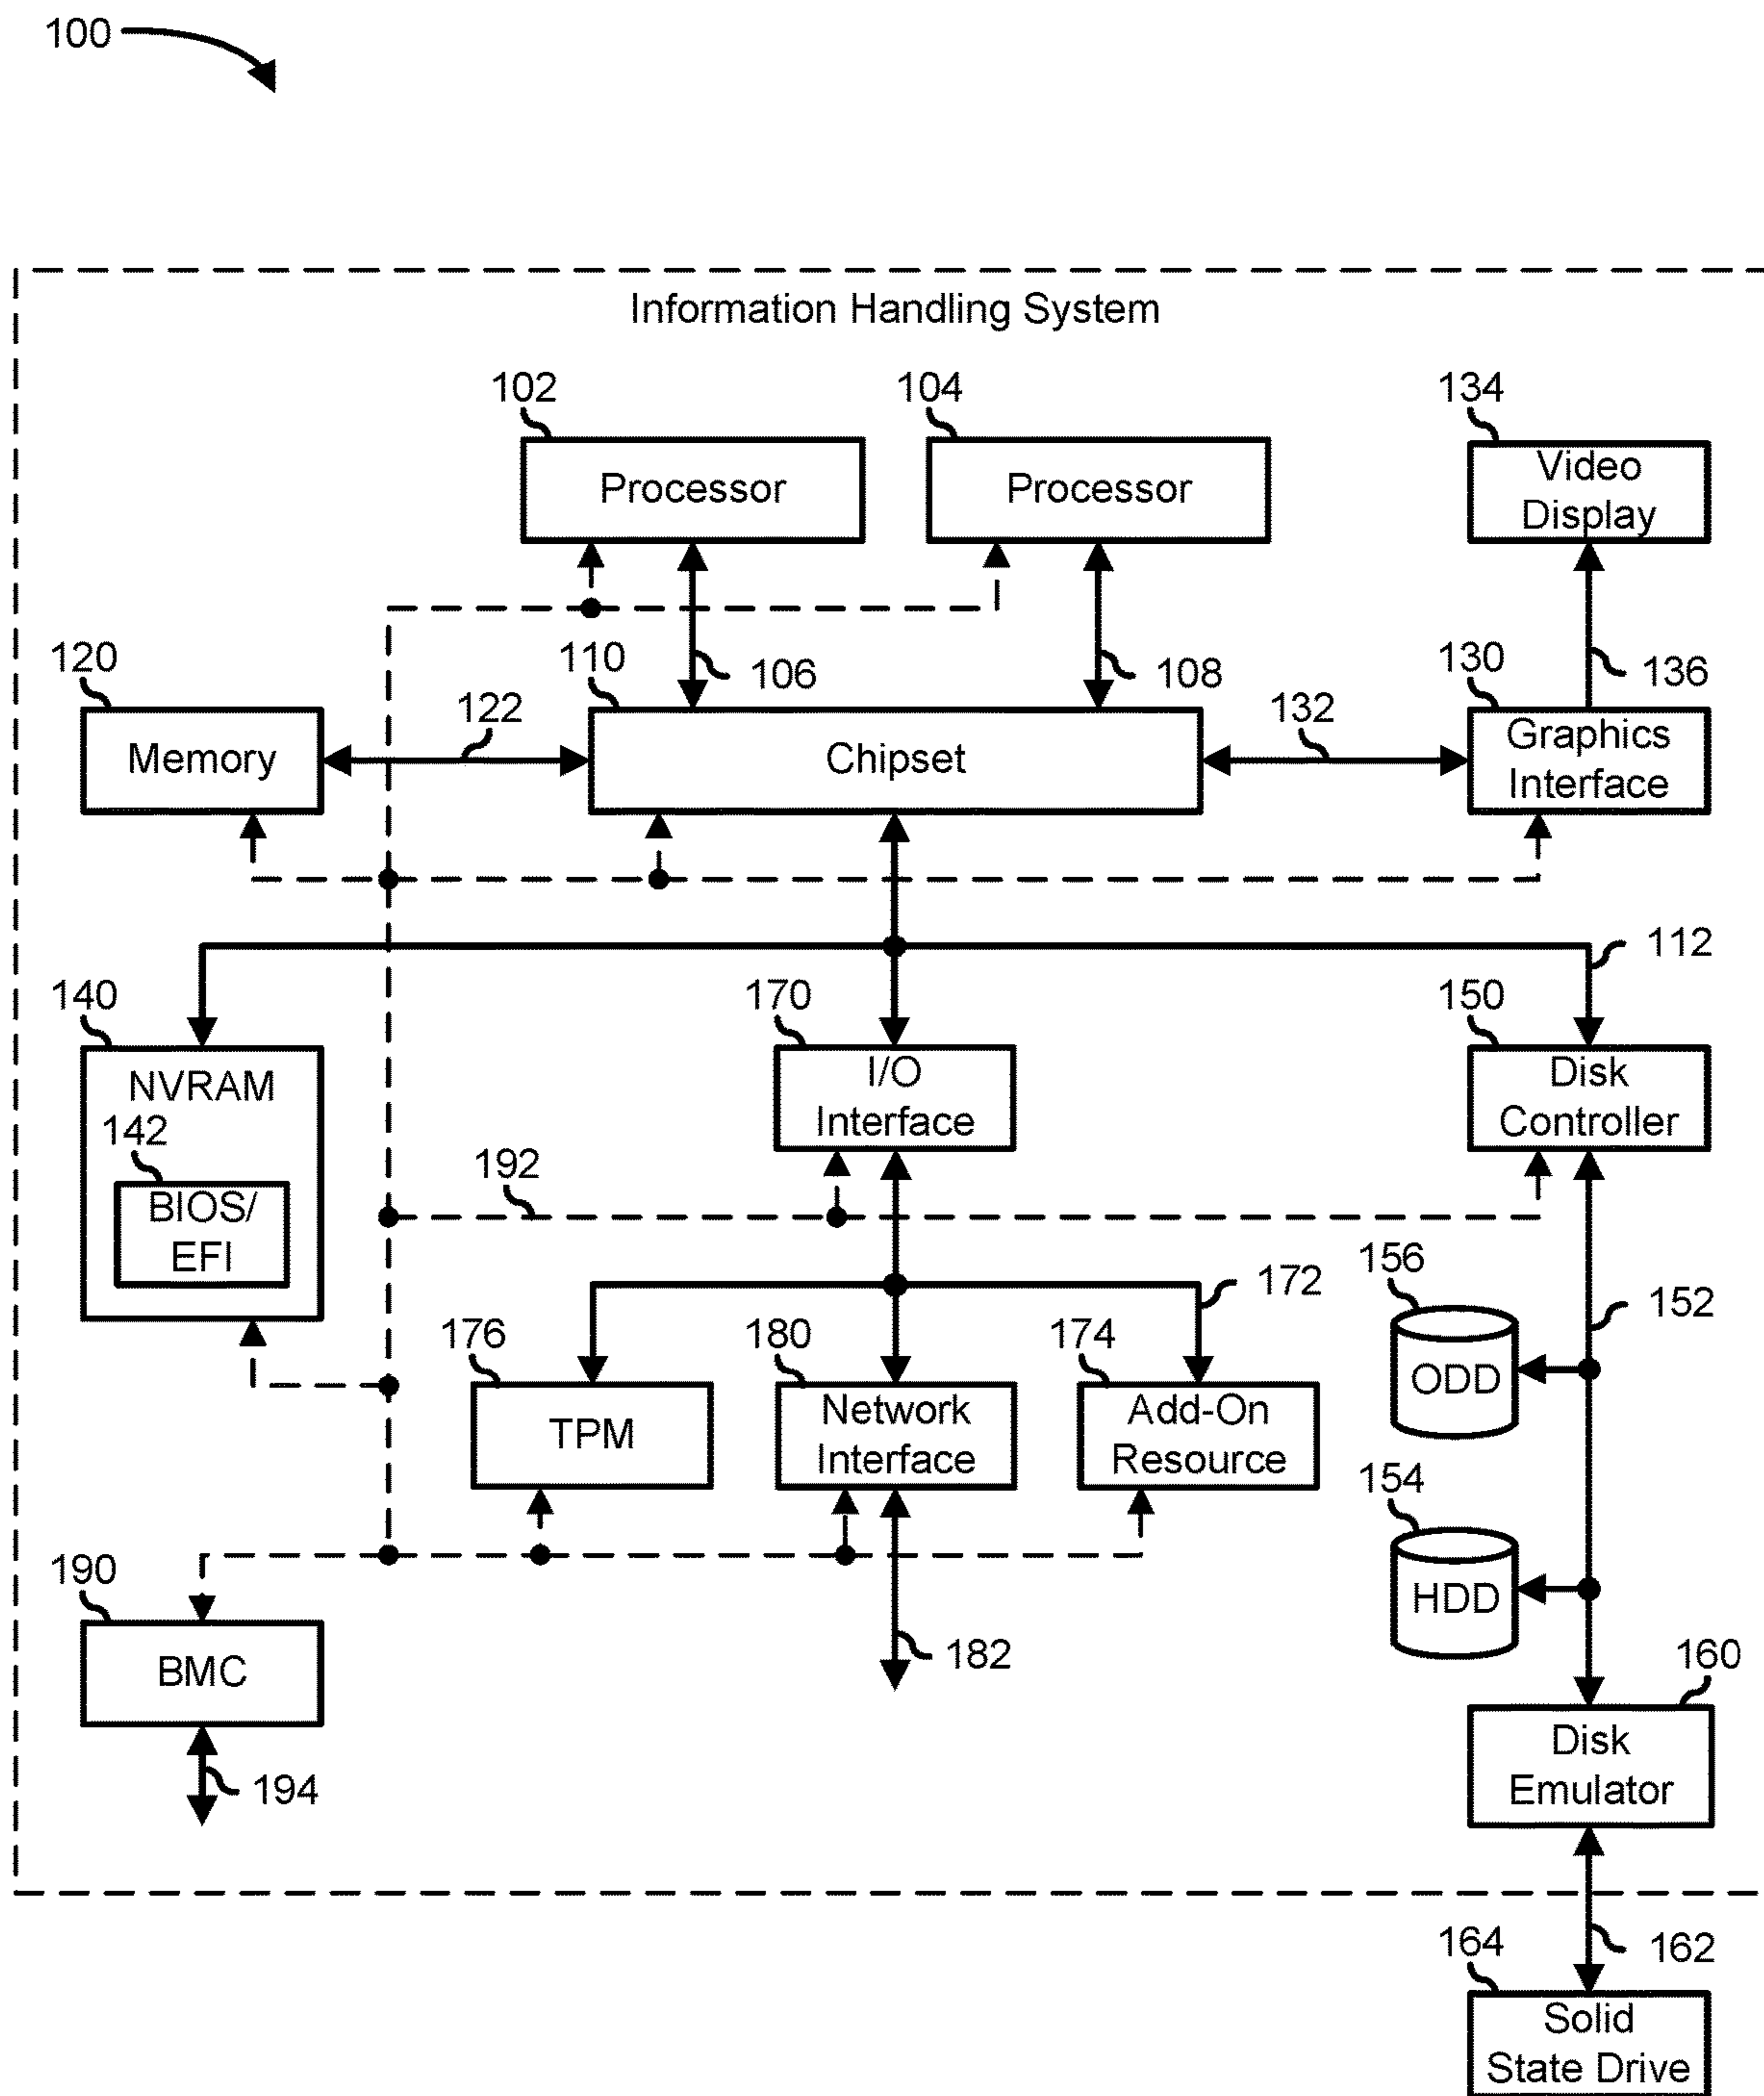 100
Information Handling System
102
104
134
Processor
Processor
Video
Display
120
110
106
108
130
136
122
132
Memory
Chipset
Graphics
Interface
112
140
170
150
NVRAM
I/O
Interface
Disk
Controller
142
BIOS/
EFI
192
156
152
172
176
180
174
ODD
TPM
Network
Interface
Add-On
Resource
154
HDD
190
BMC
182
160
Disk
Emulator
194
164
162
Solid
State Drive